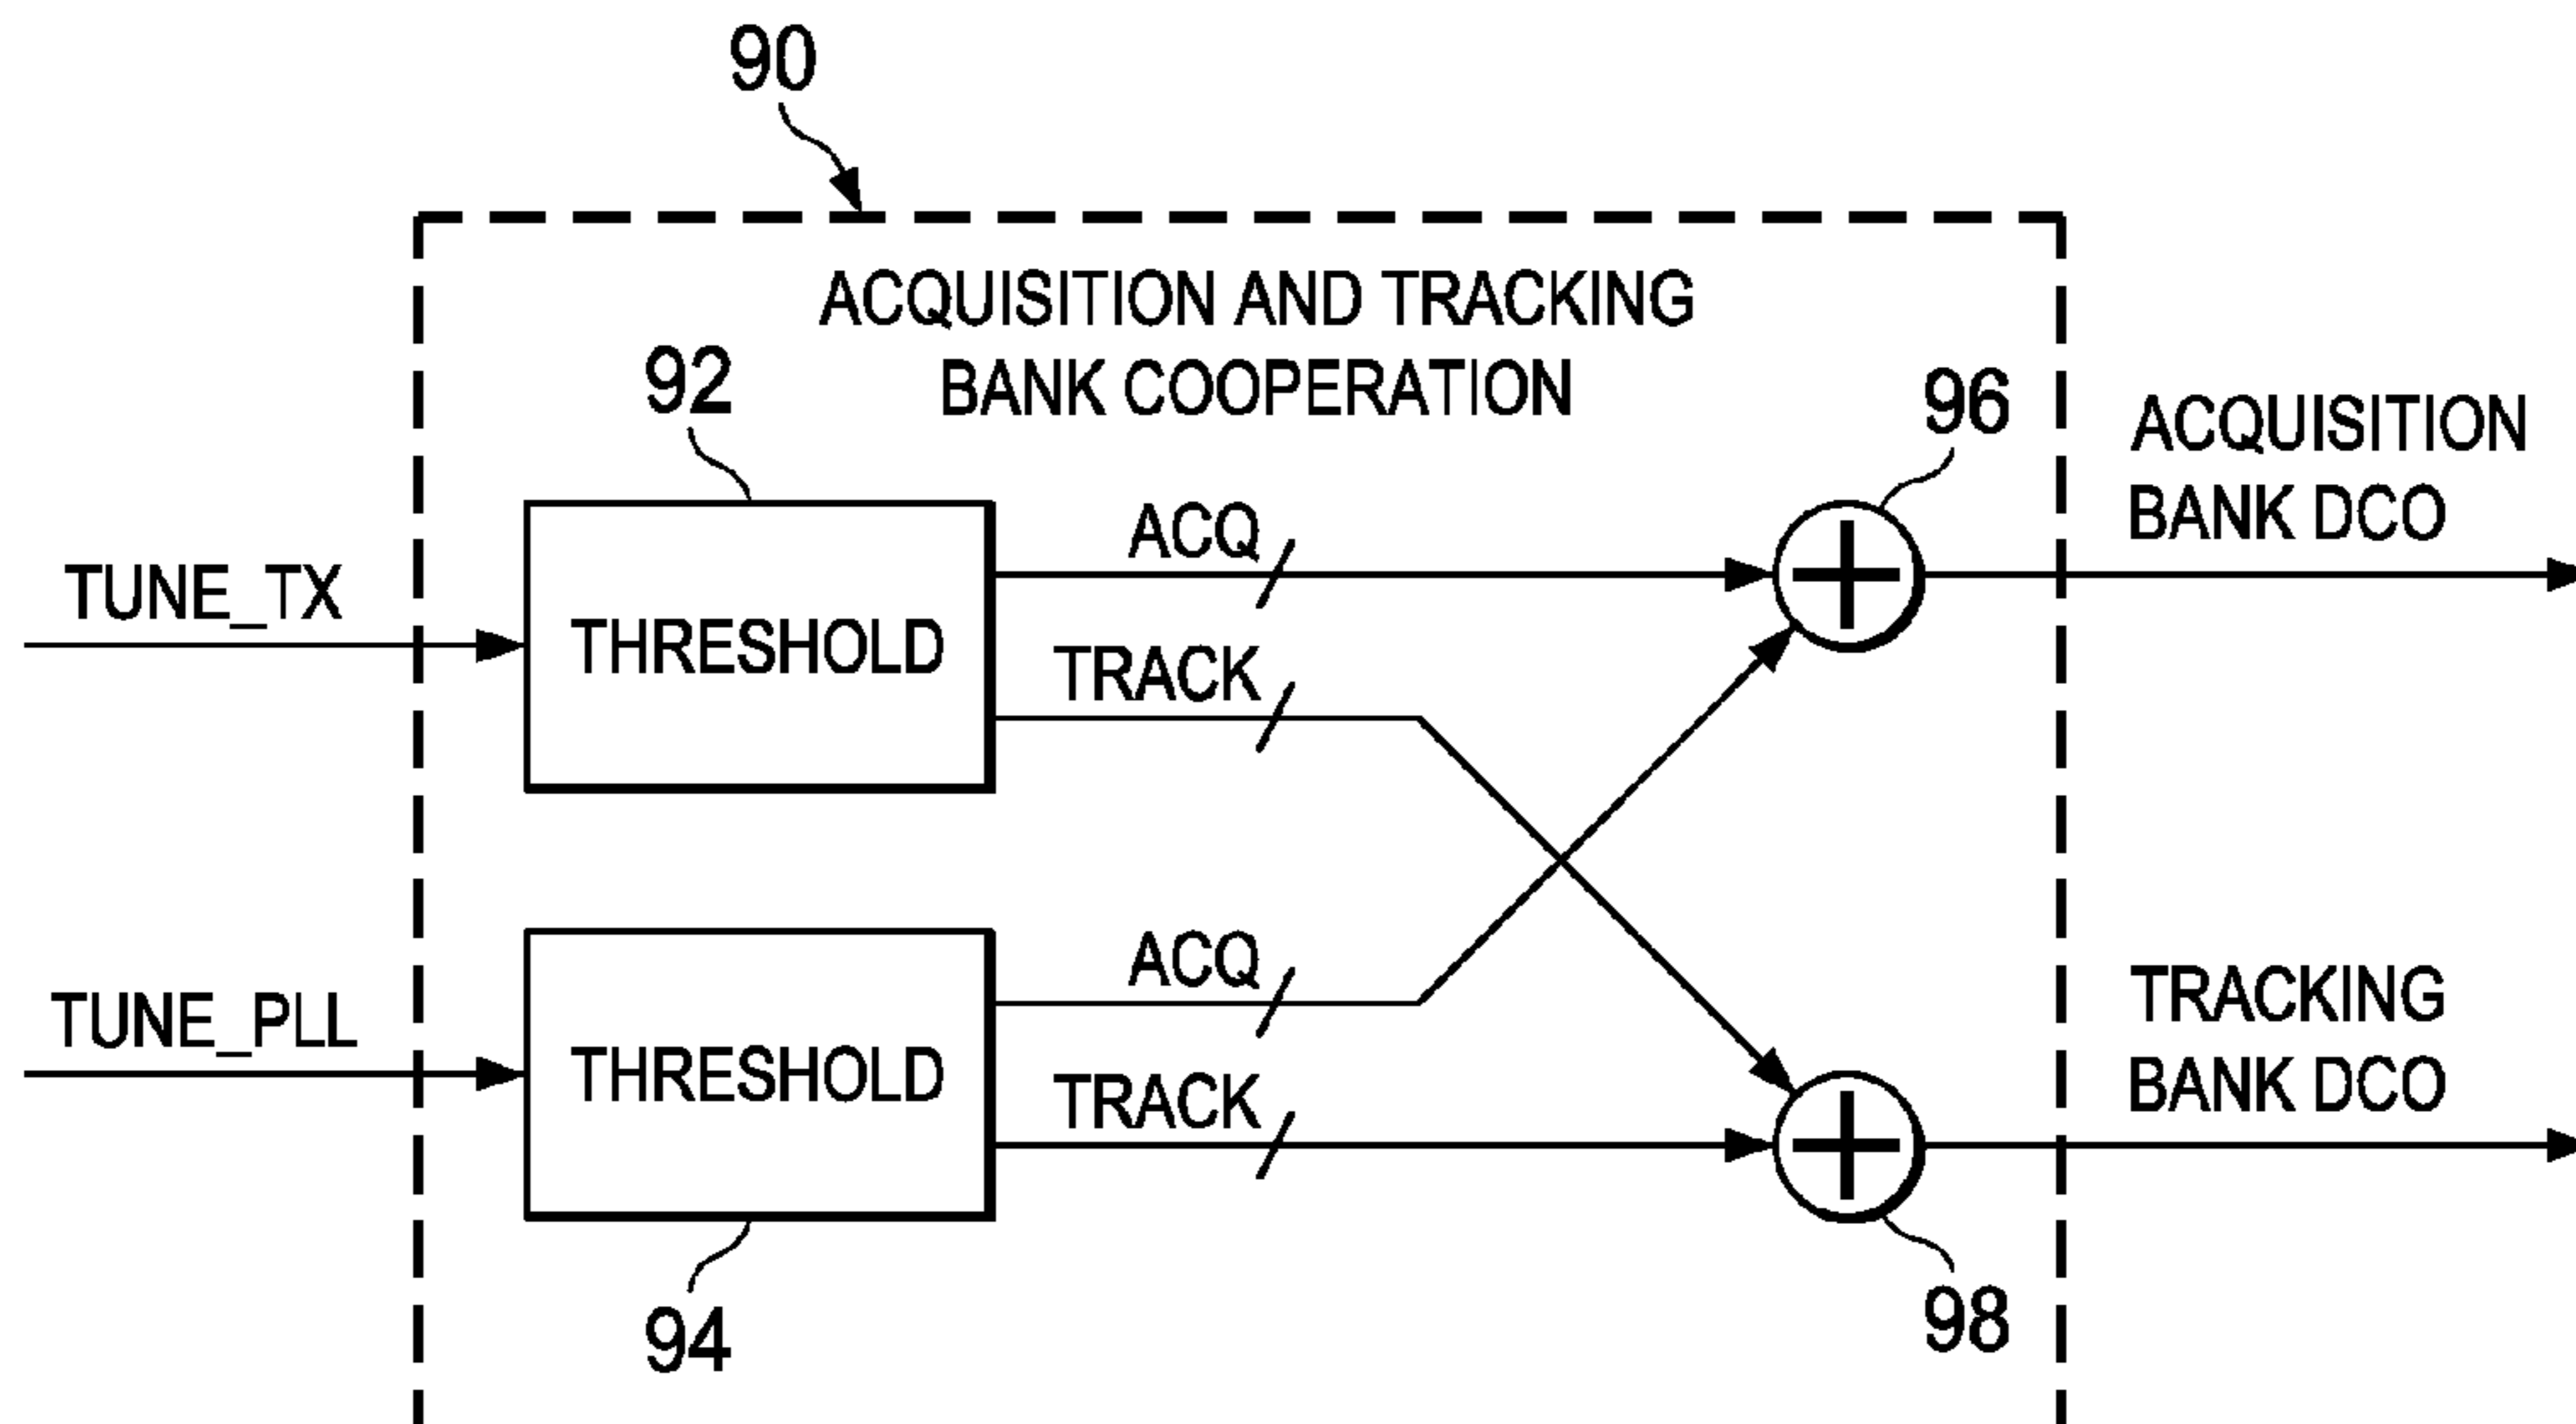 90
ACQUISITION AND TRACKING
BANK COOPERATION
92
96
ACQUISITION
BANK DCO
ACQ
TUNE_TX
THRESHOLD
TRACK
ACQ
TUNE_PLL
THRESHOLD
TRACK
TRACKING
BANK DCO
94
98